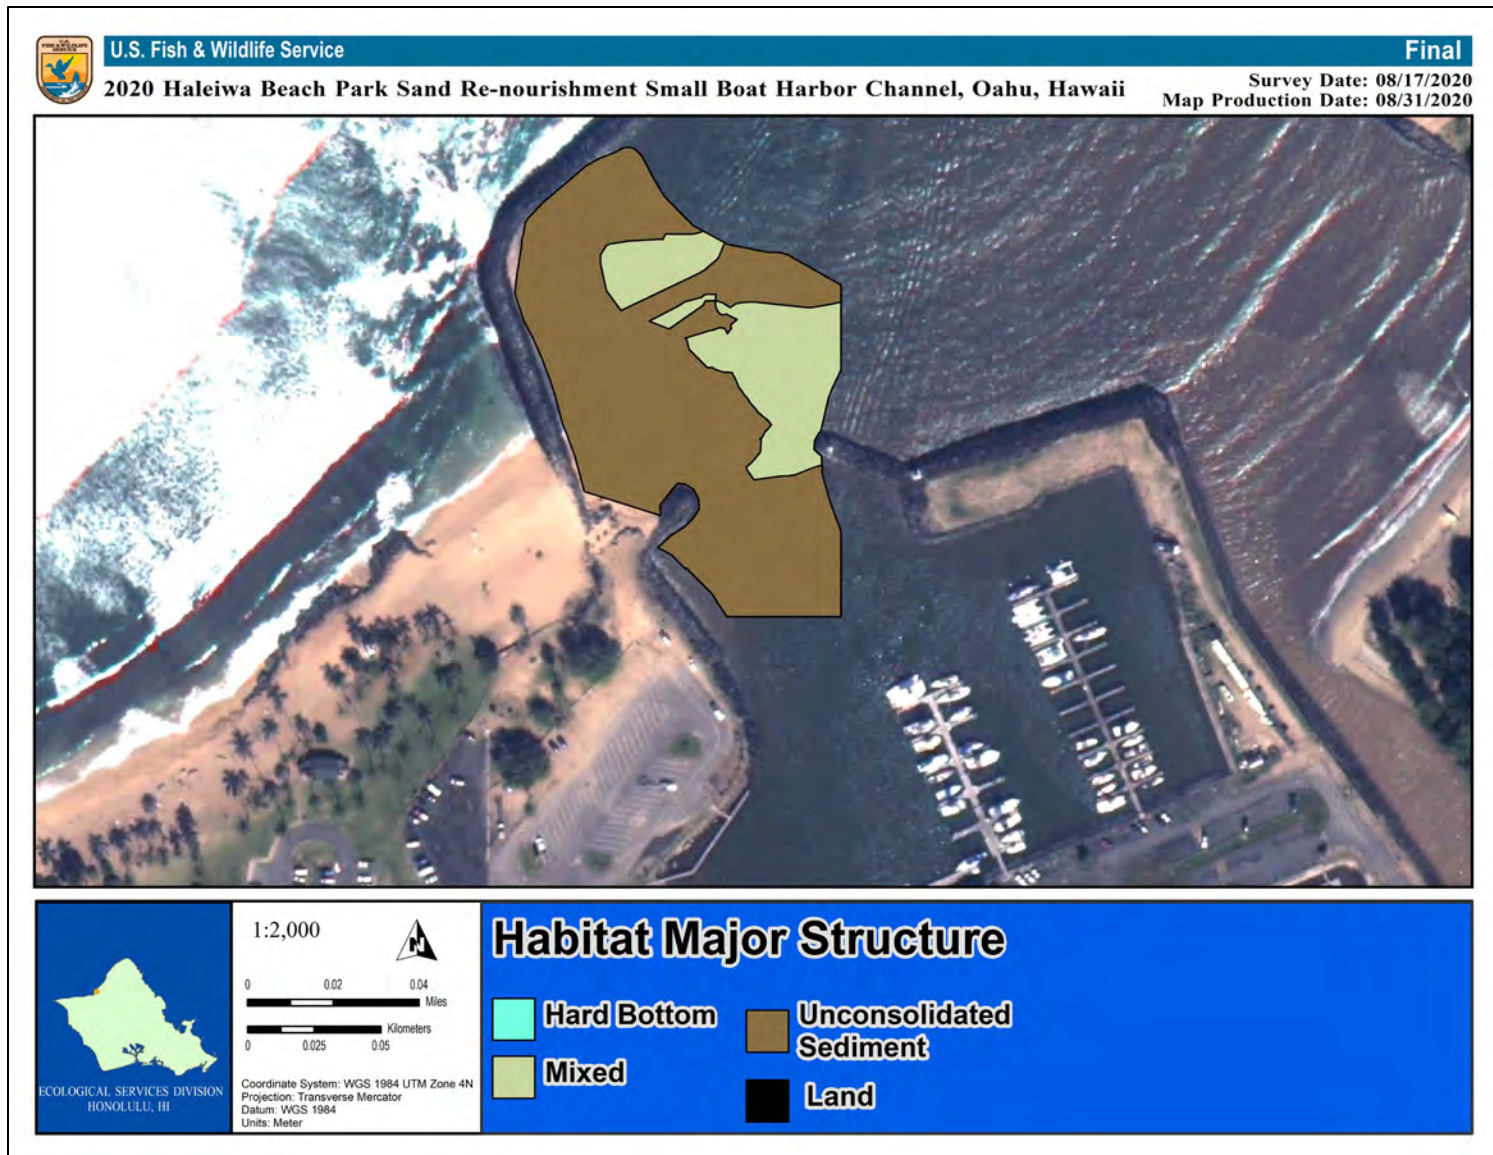 U.S.
FISH & WILDLIFE
SERVICE
U.S. Fish & Wildlife Service
Final
2020 Haleiwa Beach Park Sand Re-nourishment Small Boat Harbor Channel, Oahu, Hawaii
Survey Date: 08/17/2020
Map Production Date: 08/31/2020
ECOLOGICAL SERVICES DIVISION
HONOLULU, HI
1:2,000
N
0 0.02 0.04
Miles
Kilometers
0 0.025 0.05
Coordinate System: WGS 1984 UTM Zone 4N
Projection: Transverse Mercator
Datum: WGS 1984
Units: Meter
Habitat Major Structure
Hard Bottom
Mixed
Unconsolidated
Sediment
Land